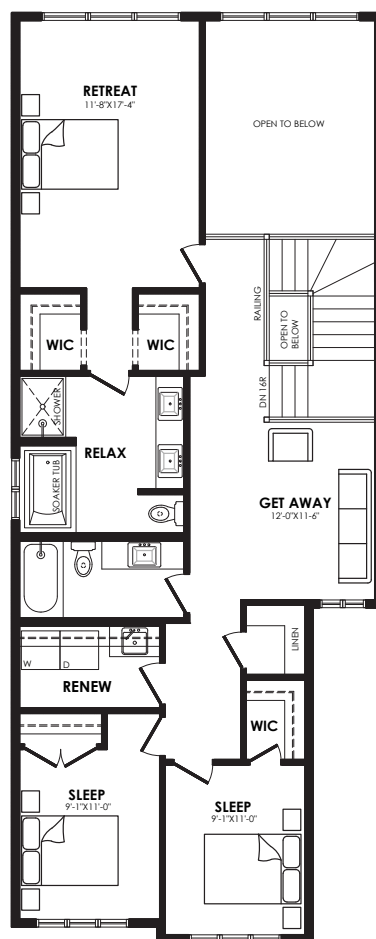 RETREAT
11'-8"X17'-4"
OPEN TO BELOW
RAILING
OPEN TO
BELOW
DN 16R
WIC
WIC
SHOWER
RELAX
SOAKER TUB
GET AWAY
12'-0"X11-6"
LINEN
W
D
RENEW
WIC
SLEEP
9'-1"X11'-0"
SLEEP
9'-1"X11'-0"